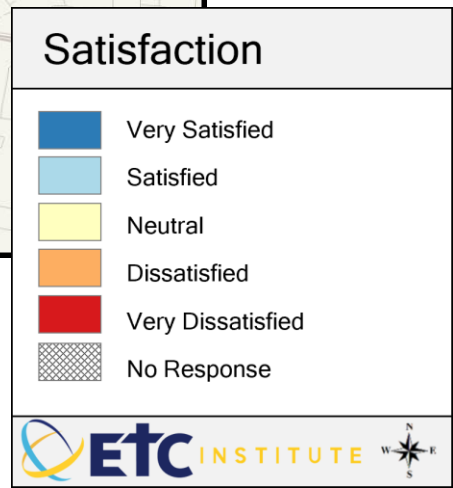 Satisfaction
Very Satisfied
Satisfied
Neutral
Dissatisfied
Very Dissatisfied
No Response
N
ETC INSTITUTE W E
S